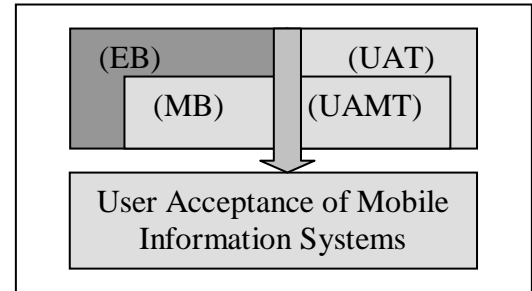 (EB) (UAT)
(MB) (UAMT)
User Acceptance of Mobile
Information Systems